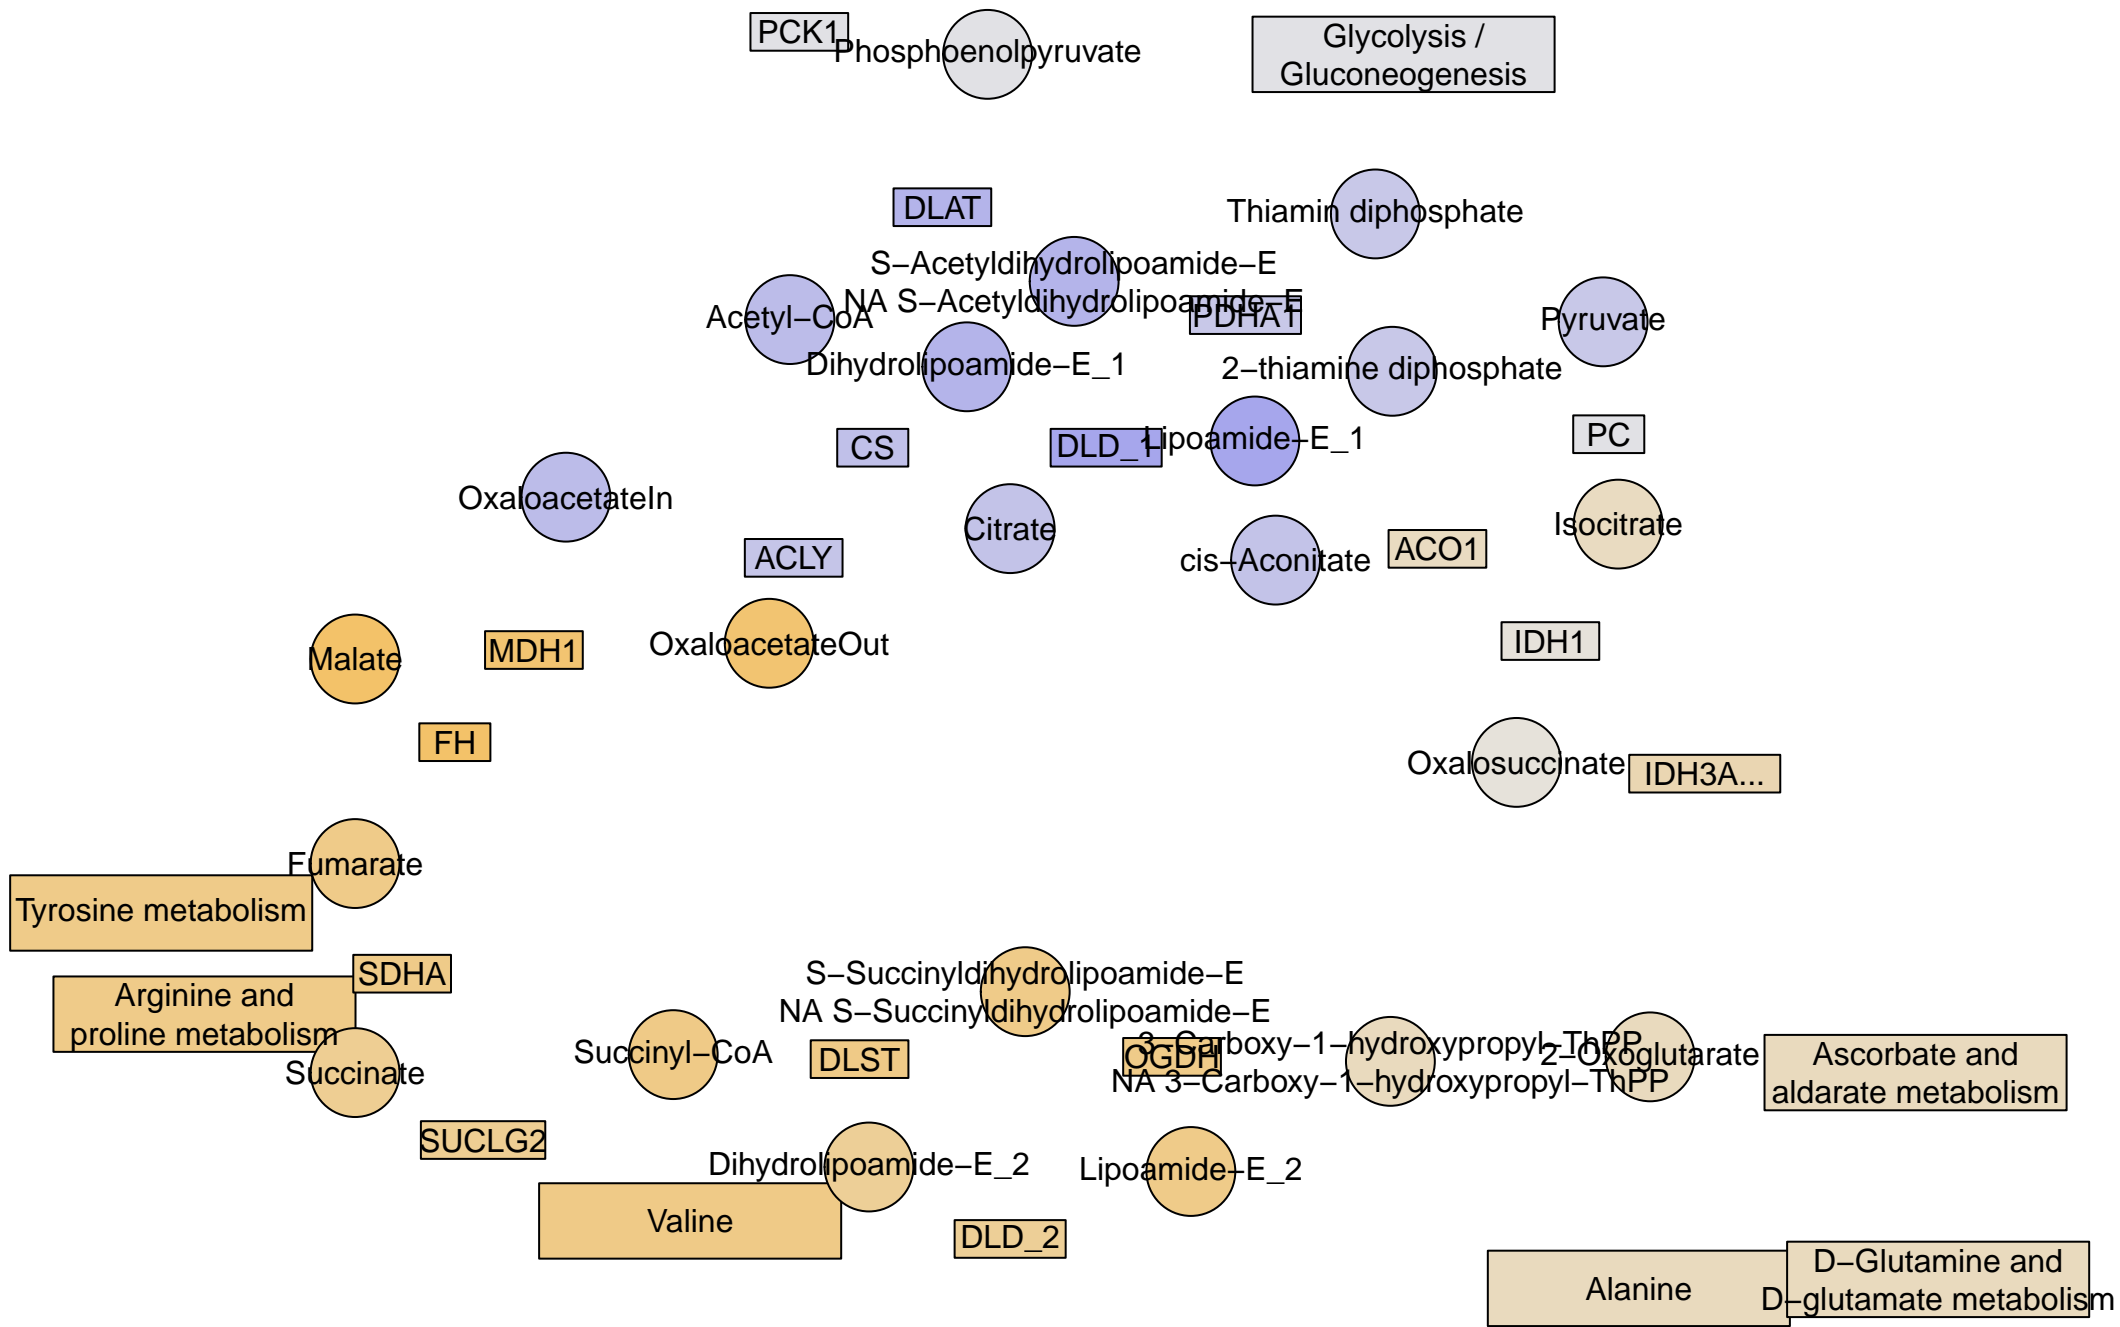 PCK1
Phosphoenolpyruvate
Glycolysis /
Gluconeogenesis
DLAT
Thiamin diphosphate
S−Acetyldihydrolipoamide−E
NA S−Acetyldihydrolipoamide−E
Acetyl−CoA
PDHA1
Pyruvate
Dihydrolipoamide−E_1
2−thiamine diphosphate
CS
DLD_1
Lipoamide−E_1
PC
OxaloacetateIn
Citrate
Isocitrate
ACLY
cis−Aconitate
ACO1
Malate
MDH1
OxaloacetateOut
IDH1
FH
Oxalosuccinate
IDH3A...
Fumarate
Tyrosine metabolism
SDHA
Arginine and
proline metabolism
S−Succinyldihydrolipoamide−E
NA S−Succinyldihydrolipoamide−E
Succinate
Succinyl−CoA
DLST
OGDH
3−Carboxy−1−hydroxypropyl−ThPP
NA 3−Carboxy−1−hydroxypropyl−ThPP
2−Oxoglutarate
Ascorbate and
aldarate metabolism
SUCLG2
Dihydrolipoamide−E_2
Lipoamide−E_2
Valine
DLD_2
Alanine
D−Glutamine and
D−glutamate metabolism